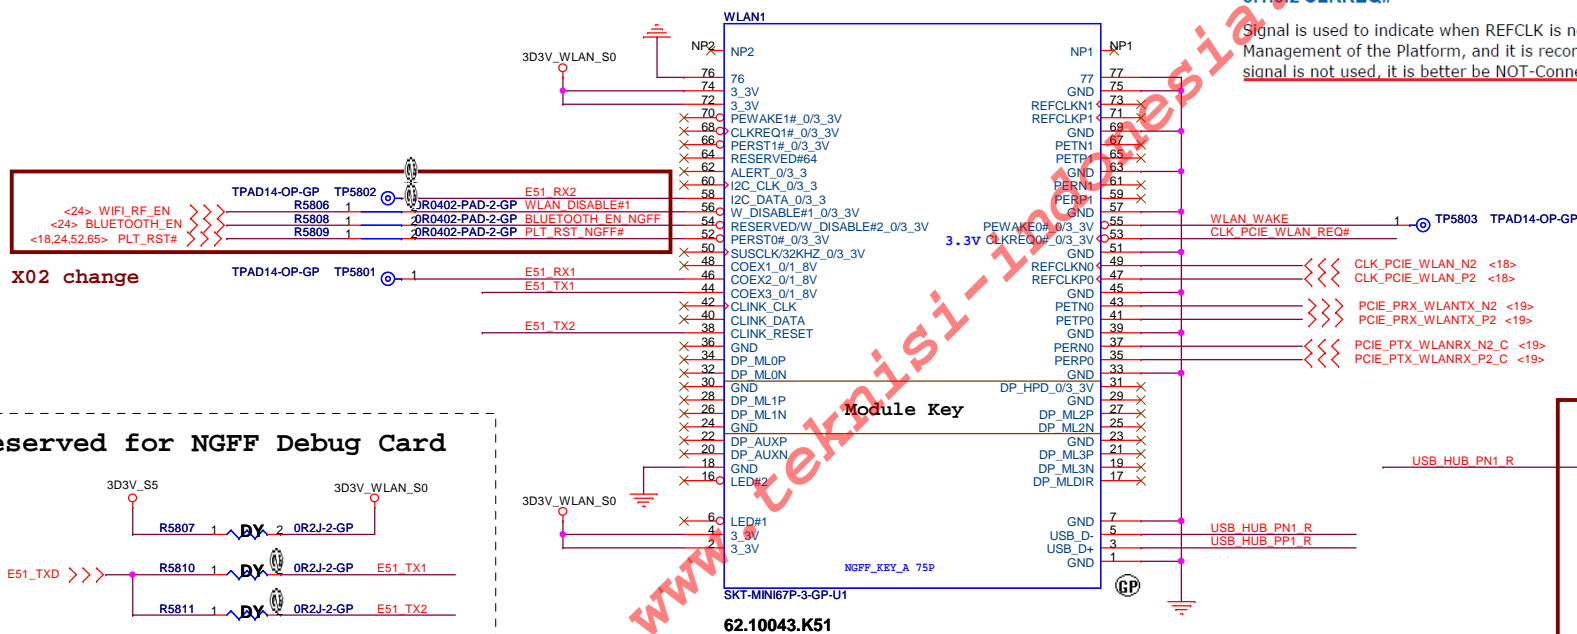 WLAN1
Signal is used to indicate when REFCLK is
Management of the Platform, and it is
signal is not used, it is better be
3D3V_WLAN_S0
NP2 NP2 NP1 NP1
76 76 77 77
74 3_3V GND 75
72 3_3V REFCLKN1 73
70 PEWAKE1#_0/3_3V REFCLKP1 71
68 CLKREQ1#_0/3_3V GND 69
66 PERST1#_0/3_3V PETN1 67
64 RESERVED#64 PETP1 65
62 ALERT_0/3_3 GND 63
60 I2C_CLK_0/3_3 PERN1 61
TPAD14-OP-GP TP5802 E51_RX2 58 I2C_DATA_0/3_3 PERP1 59
<24> WIFI_RF_EN R5806 1 2 0R0402-PAD-2-GP WLAN_DISABLE#1 56 W_DISABLE#1_0/3_3V GND 57
<24> BLUETOOTH_EN R5808 1 2 0R0402-PAD-2-GP BLUETOOTH_EN_NGFF 54 RESERVED/W_DISABLE#2_0/3_3V PEWAKE0#_0/3_3V 55 WLAN_WAKE 1 TP5803 TPAD14-OP-GP
<18,24,52,65> PLT_RST# R5809 1 2 0R0402-PAD-2-GP PLT_RST_NGFF# 52 PERST0#_0/3_3V 3.3V CLKREQ0#_0/3_3V 53 CLK_PCIE_WLAN_REQ#
50 SUSCLK/32KHZ_0/3_3V GND 51
X02 change
48 COEX1_0/1_8V REFCLKN0 49 CLK_PCIE_WLAN_N2 <18>
TPAD14-OP-GP TP5801 1 E51_RX1 46 COEX2_0/1_8V REFCLKP0 47 CLK_PCIE_WLAN_P2 <18>
E51_TX1 44 COEX3_0/1_8V GND 45
42 CLINK_CLK PETN0 43 PCIE_PRX_WLANTX_N2 <19>
40 CLINK_DATA PETP0 41 PCIE_PRX_WLANTX_P2 <19>
E51_TX2 38 CLINK_RESET GND 39
36 GND PERN0 37 PCIE_PTX_WLANRX_N2_C <19>
34 DP_ML0P PERP0 35 PCIE_PTX_WLANRX_P2_C <19>
32 DP_ML0N GND 33
30 GND DP_HPD_0/3_3V 31
28 DP_ML1P GND 29
Module Key
26 DP_ML1N DP_ML2P 27
24 GND DP_ML2N 25
22 DP_AUXP GND 23
20 DP_AUXN DP_ML3P 21
18 GND DP_ML3N 19
16 LED#2 DP_MLDIR 17
USB_HUB_PN1_R
eserved for NGFF Debug Card
3D3V_S5 3D3V_WLAN_S0
R5807 1 DY 2 0R2J-2-GP
E51_TXD R5810 1 DY 0R2J-2-GP E51_TX1
R5811 1 DY 0R2J-2-GP E51_TX2
3D3V_WLAN_S0
6 LED#1 GND 7
4 3_3V USB_D- 5 USB_HUB_PN1_R
2 3_3V USB_D+ 3 USB_HUB_PP1_R
GND 1
NGFF_KEY_A 75P
GP
SKT-MINI67P-3-GP-U1
62.10043.K51
www.teknisi-indonesia.